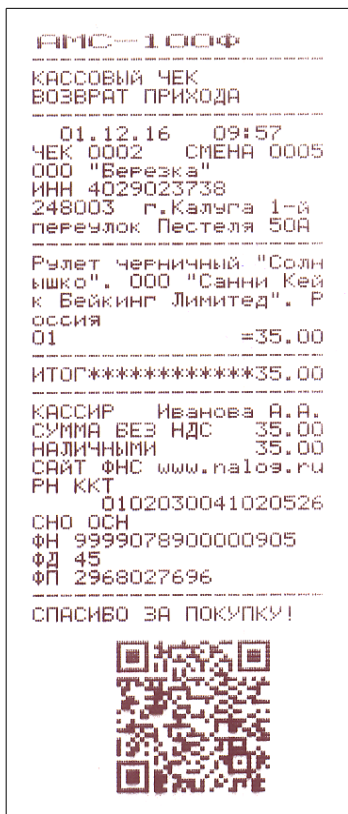 АМС-100Ф
КАССОВЫЙ ЧЕК
ВОЗВРАТ ПРИХОДА
01.12.16 09:57
ЧЕК 0002 СМЕНА 0005
ООО "Березка"
ИНН 4029023738
248003 г.Калуга 1-й
переулок Пестеля 50А
Рулет черничный "Солн
ышко". ООО "Санни Кей
к Бейкинг Лимитед". Р
оссия
01 =35.00
ИТОГ************35.00
КАССИР Иванова А.А.
СУММА БЕЗ НДС 35.00
НАЛИЧНЫМИ 35.00
САЙТ ФНС www.nalog.ru
РН ККТ
0102030041020526
СНО ОСН
ФН 9999078900000905
ФД 45
ФП 2968027696
СПАСИБО ЗА ПОКУПКУ!